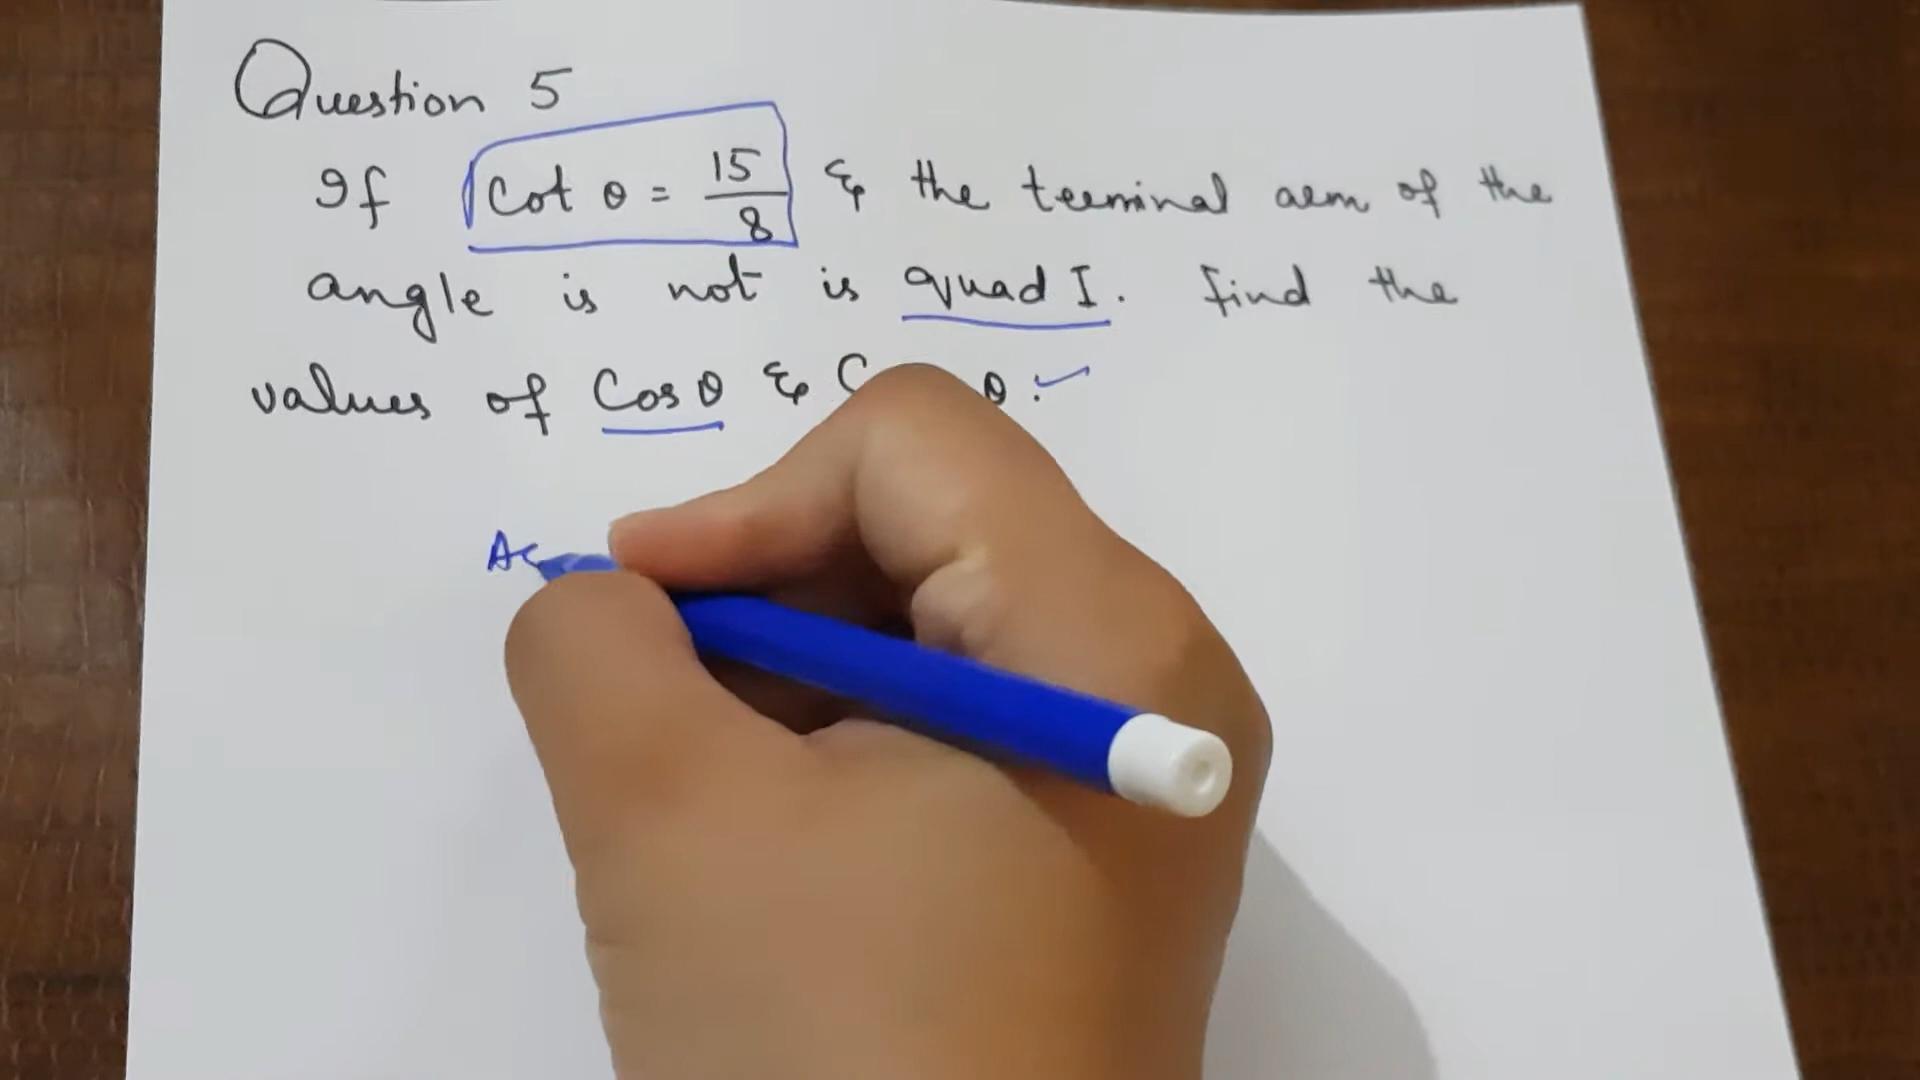 Question 5
If Cot θ = 15/8 & the terminal arm of the
angle is not is quad I. Find the
values of Cos θ & C θ.